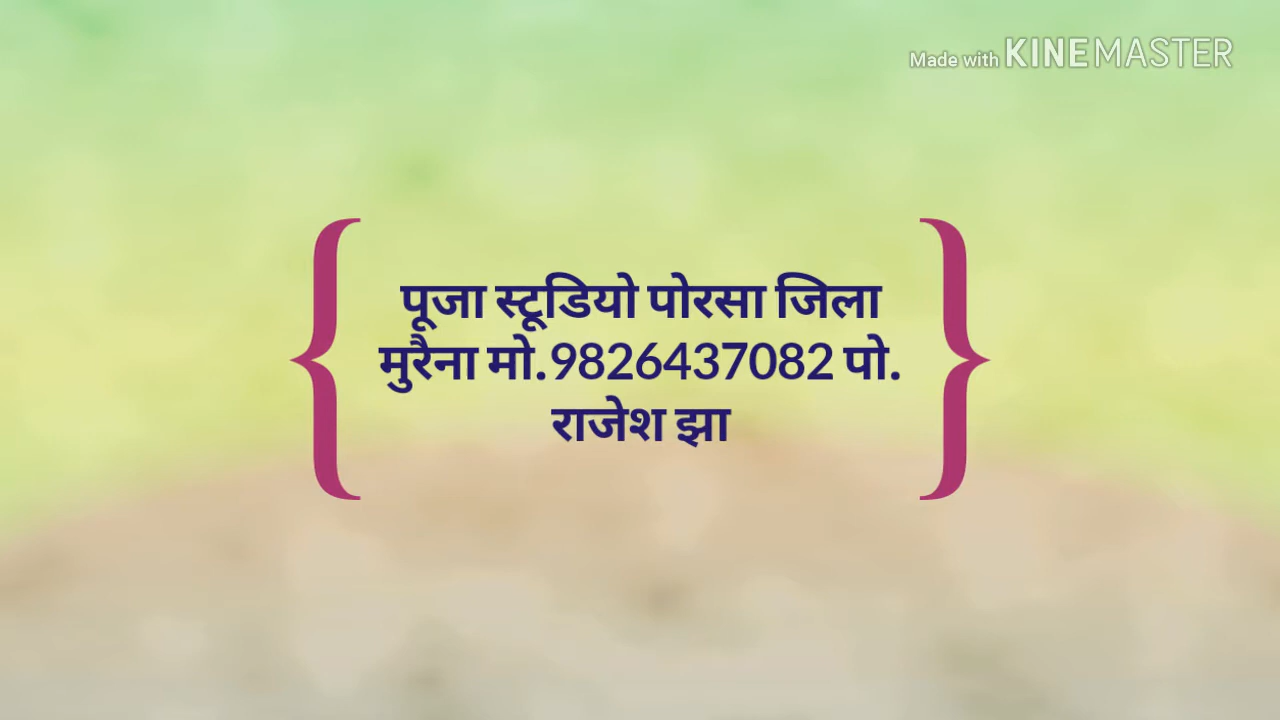 Made with KINEMASTER
पूजा स्टूडियो पोरसा जिला
मुरैना मो.9826437082 पो.
राजेश झा